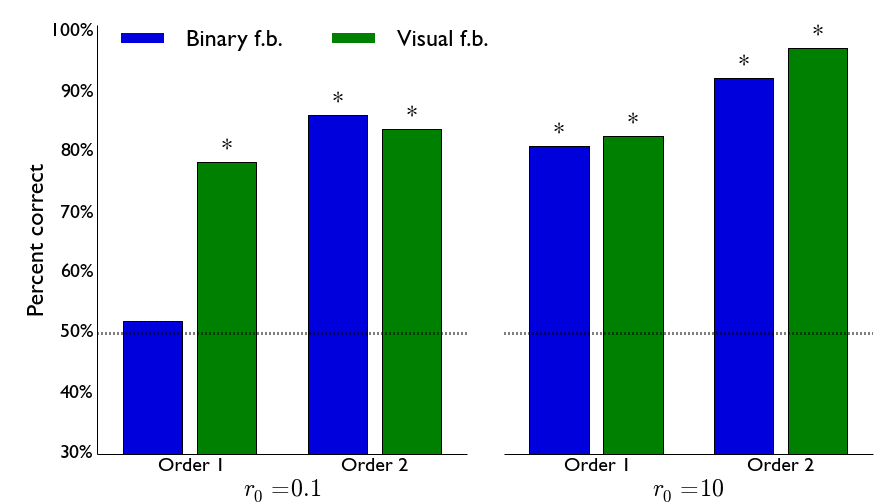 Binary f.b. Visual f.b.
100%
90%
80%
70%
60%
50%
40%
30%
Percent correct
* * * * * * *
Order 1 Order 2 Order 1 Order 2
r₀ =0.1 r₀ =10